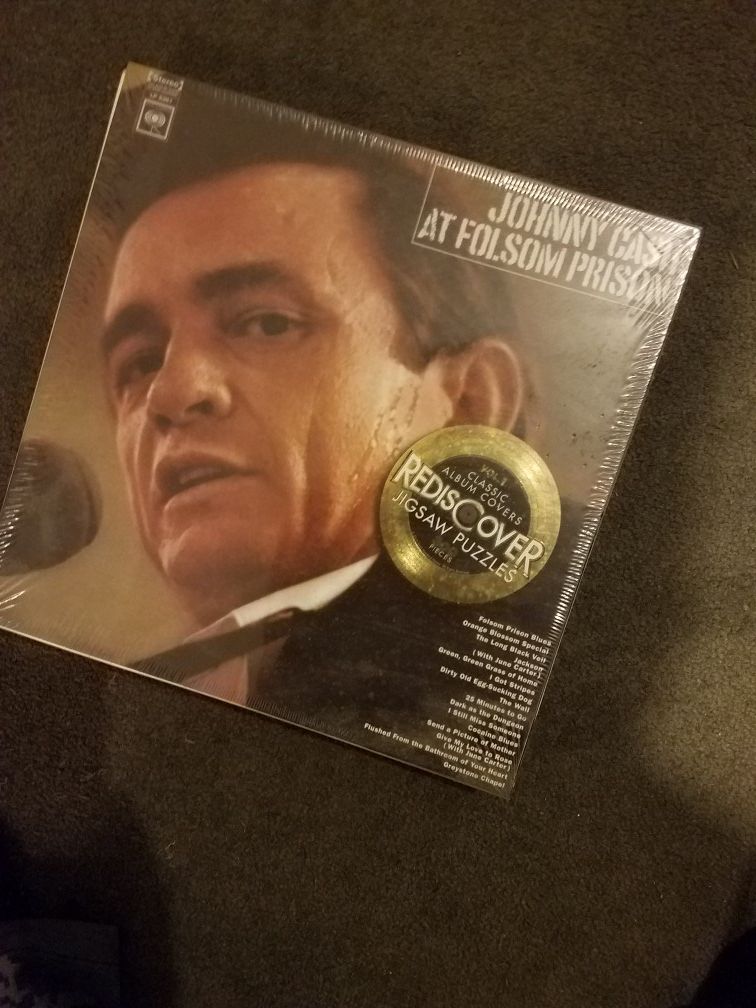 Stereo
JOHNNY CAS
AT FOLSOM PRISON
VOL.1
CLASSIC
ALBUM COVERS
REDISCOVER
JIGSAW PUZZLES
PIECES
Folsom Prison Blues
Orange Blossom Special
The Long Black Veil
Jackson
(With June Carter)
Green, Green Grass of Home
I Got Stripes
Dirty Old Egg-Sucking Dog
The Wall
25 Minutes to Go
Dark as the Dungeon
I Still Miss Someone
Cocaine Blues
Send a Picture of Mother
Give My Love to Rose
(With June Carter)
Flushed From the Bathroom of Your Heart
Greystone Chapel